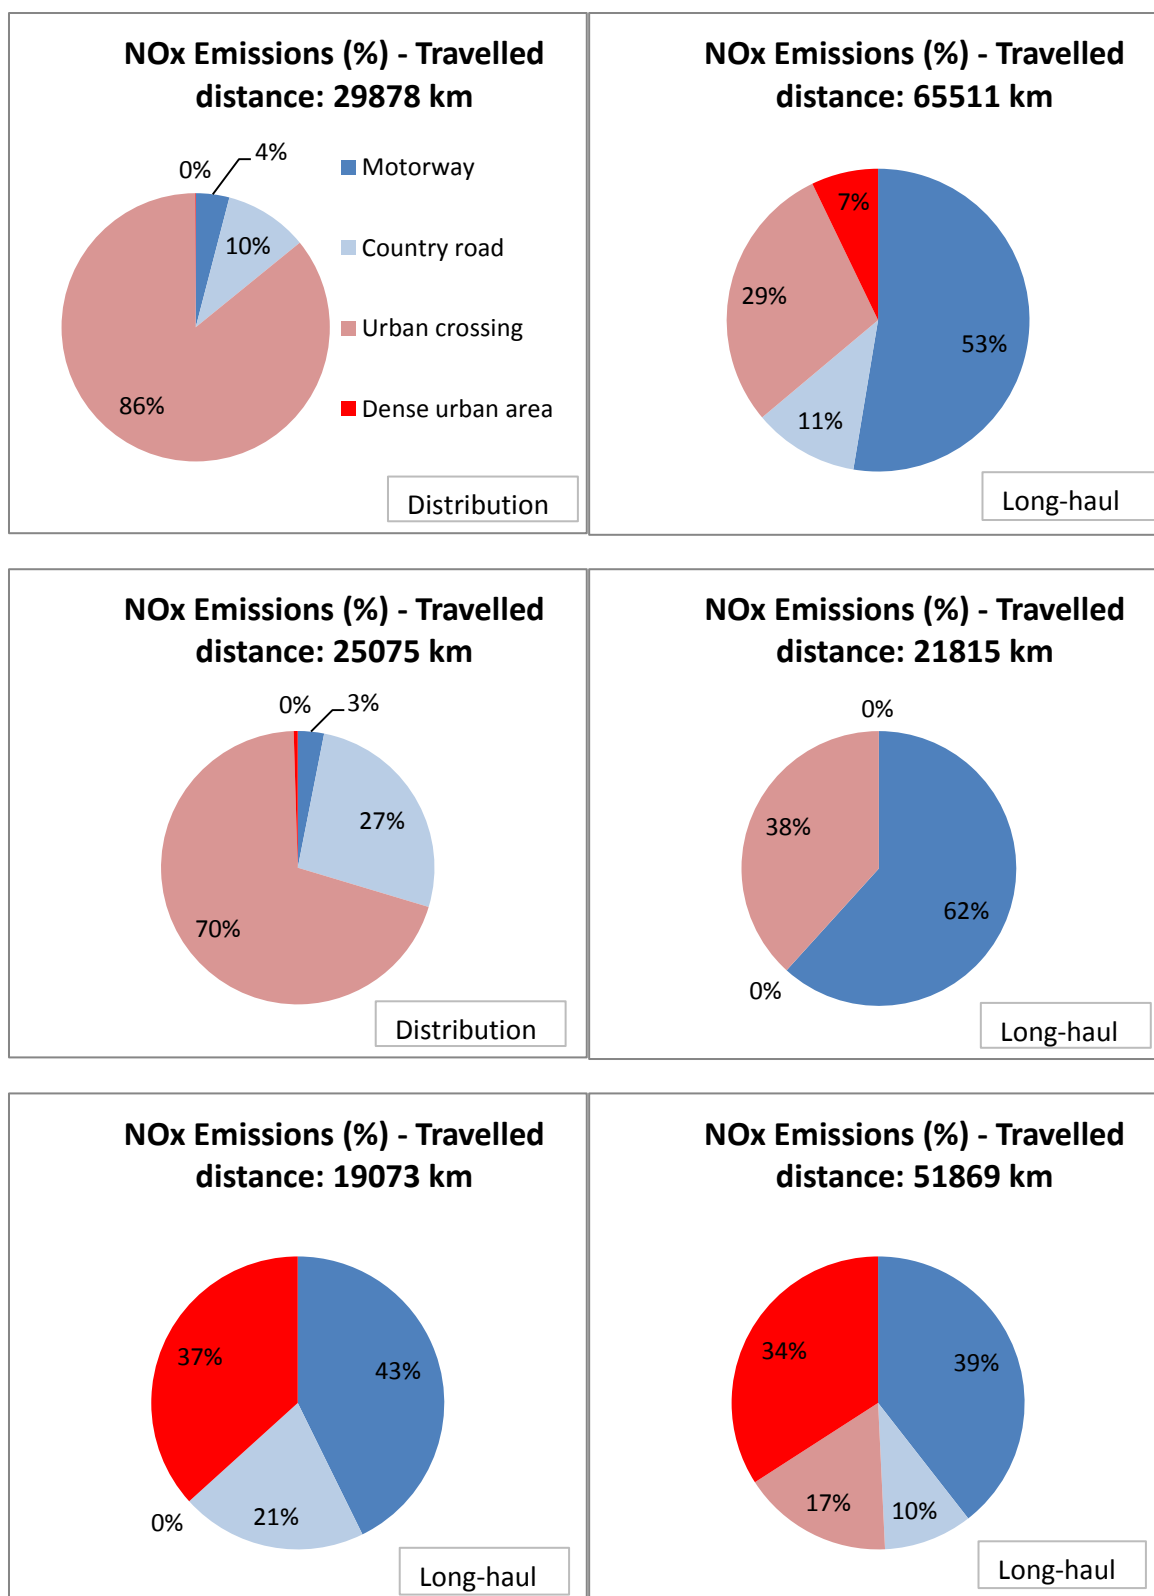 NOx Emissions (%) - Travelled
distance: 29878 km
0%
4%
10%
86%
Motorway
Country road
Urban crossing
Dense urban area
Distribution
NOx Emissions (%) - Travelled
distance: 65511 km
7%
29%
53%
11%
Long-haul
NOx Emissions (%) - Travelled
distance: 25075 km
0%
3%
27%
70%
Distribution
NOx Emissions (%) - Travelled
distance: 21815 km
0%
38%
62%
0%
Long-haul
NOx Emissions (%) - Travelled
distance: 19073 km
37%
43%
0%
21%
Long-haul
NOx Emissions (%) - Travelled
distance: 51869 km
34%
39%
17%
10%
Long-haul